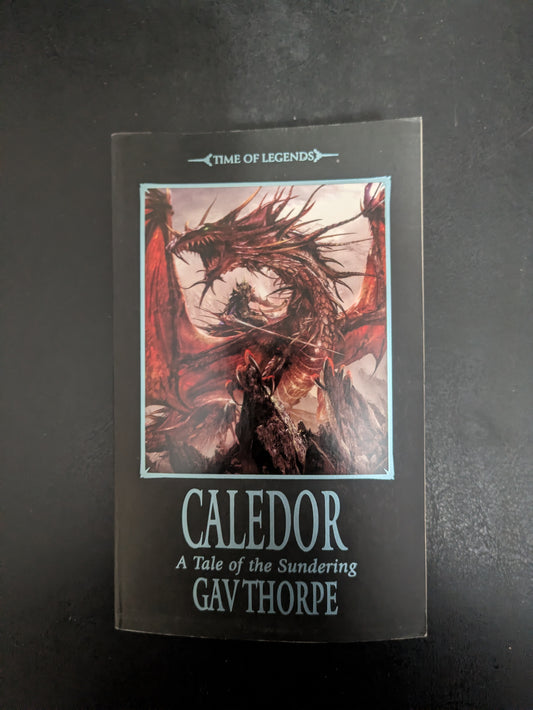 TIME OF LEGENDS
CALEDOR
A Tale of the Sundering
GAV THORPE